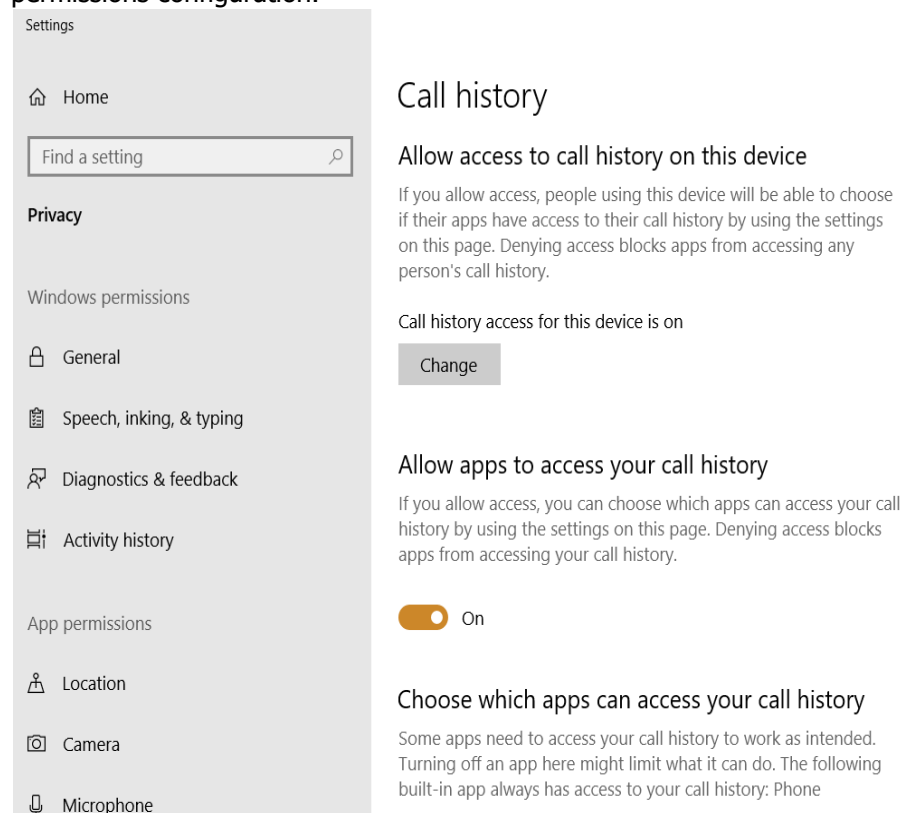 permissions configuration.
Settings
Home
Find a setting
Privacy
Windows permissions
General
Speech, inking, & typing
Diagnostics & feedback
Activity history
App permissions
Location
Camera
Microphone
Call history
Allow access to call history on this device
If you allow access, people using this device will be able to choose
if their apps have access to their call history by using the settings
on this page. Denying access blocks apps from accessing any
person's call history.
Call history access for this device is on
Change
Allow apps to access your call history
If you allow access, you can choose which apps can access your call
history by using the settings on this page. Denying access blocks
apps from accessing your call history.
On
Choose which apps can access your call history
Some apps need to access your call history to work as intended.
Turning off an app here might limit what it can do. The following
built-in app always has access to your call history: Phone